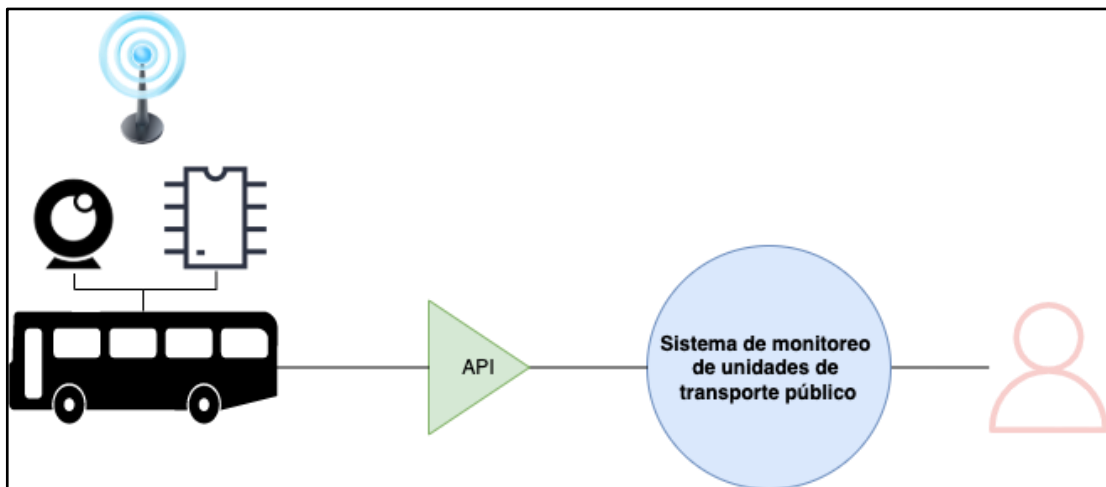 API
Sistema de monitoreo
de unidades de
transporte público